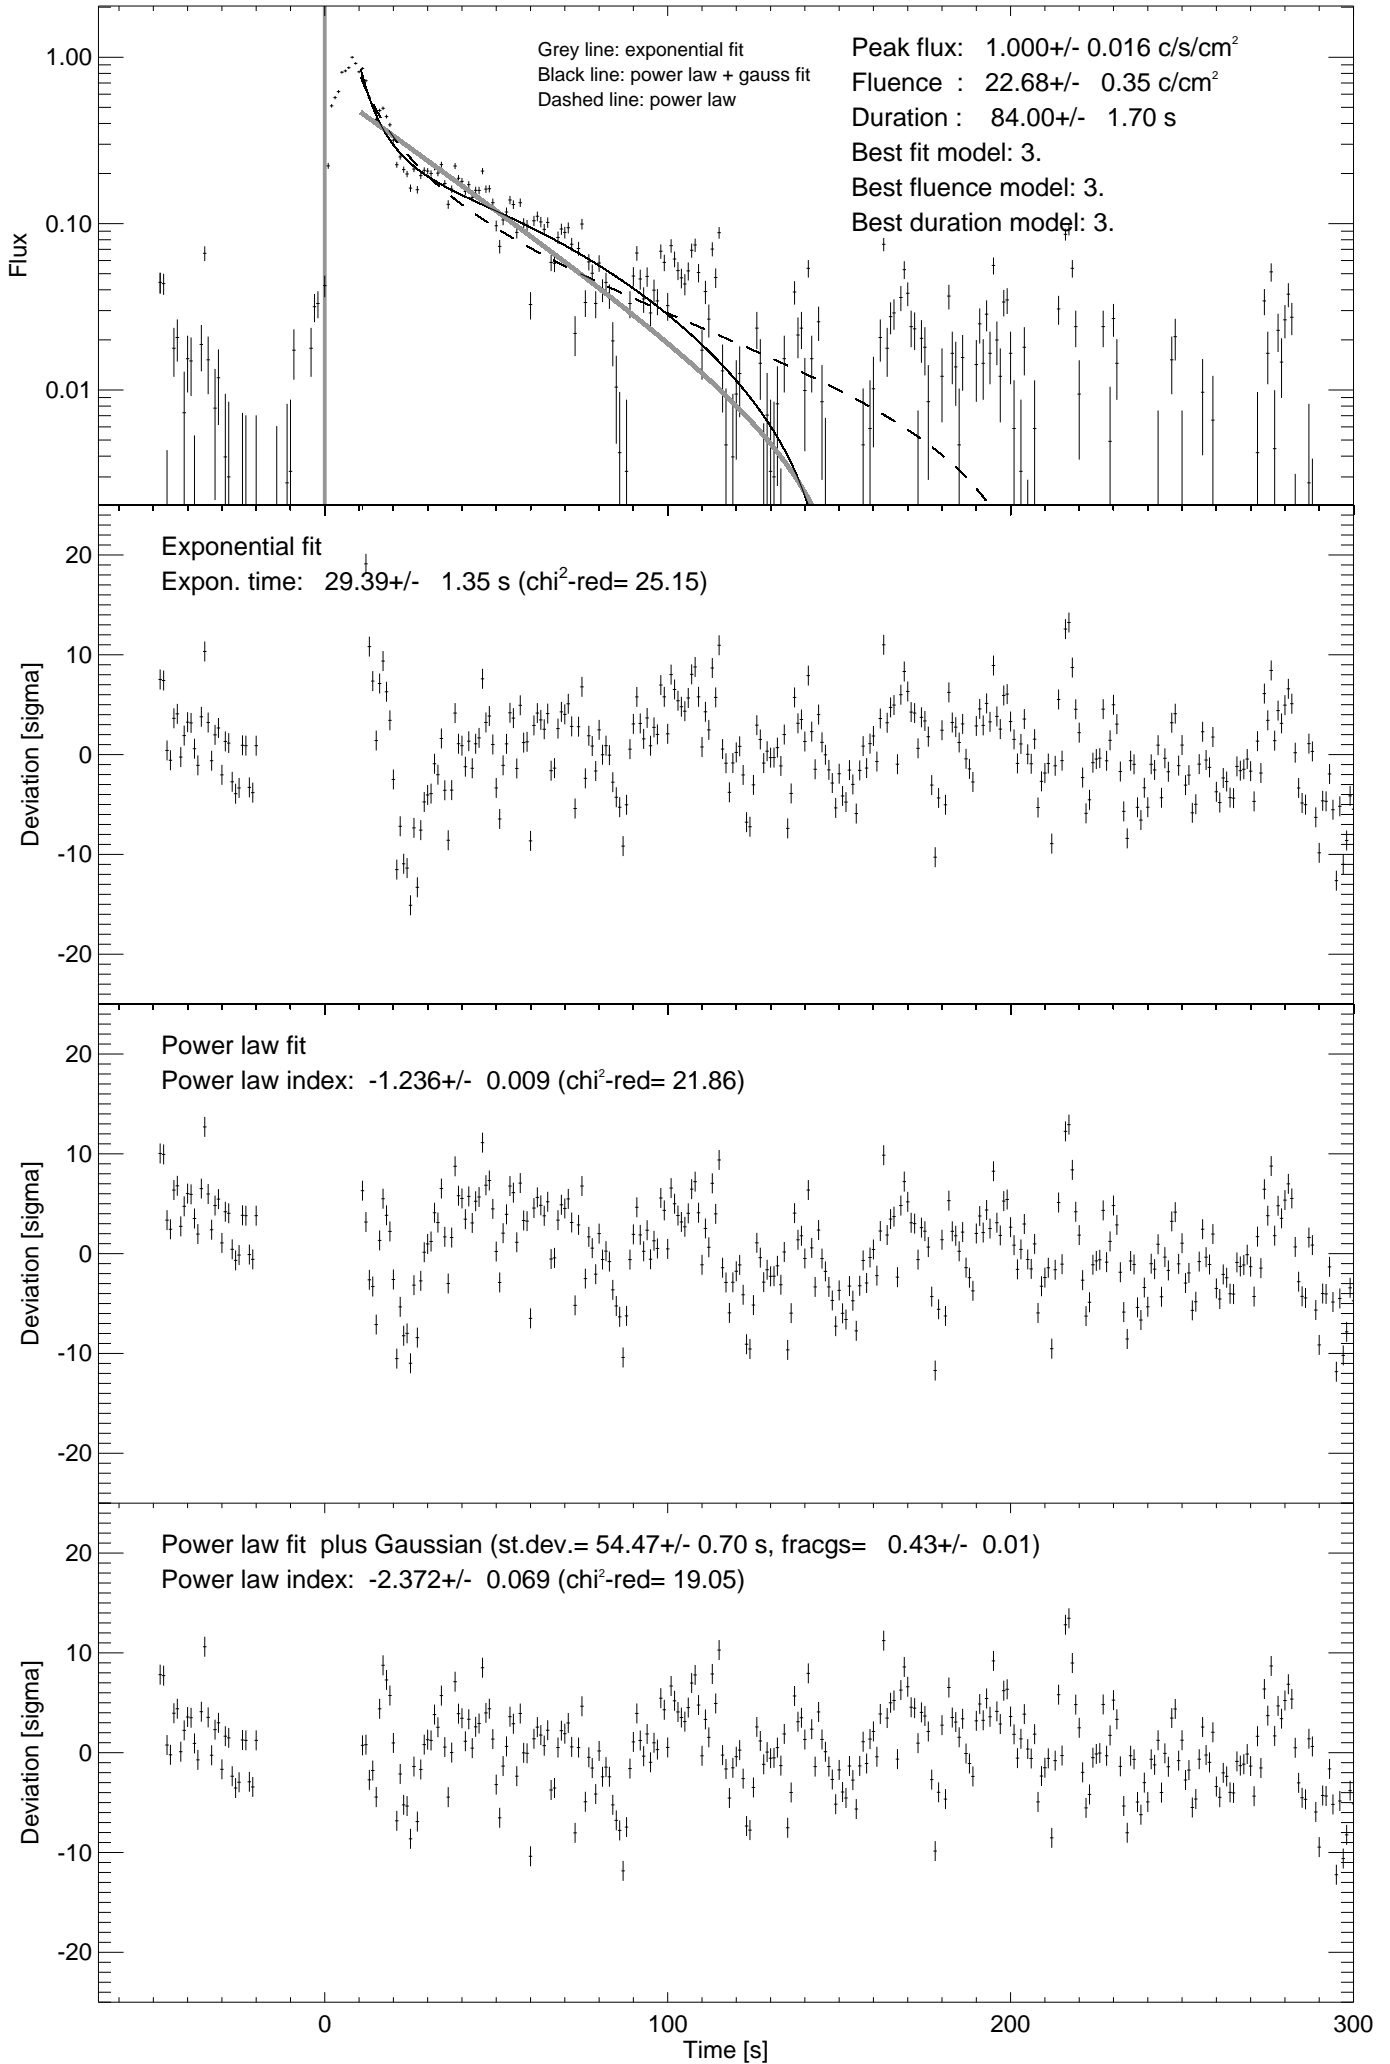 Grey line: exponential fit
Black line: power law + gauss fit
Dashed line: power law
Peak flux: 1.000+/- 0.016 c/s/cm²
Fluence : 22.68+/- 0.35 c/cm²
Duration : 84.00+/- 1.70 s
Best fit model: 3.
Best fluence model: 3.
Best duration model: 3.
1.00
0.10
0.01
Flux
Exponential fit
Expon. time: 29.39+/- 1.35 s (chi²-red= 25.15)
20
10
0
-10
-20
Deviation [sigma]
Power law fit
Power law index: -1.236+/- 0.009 (chi²-red= 21.86)
20
10
0
-10
-20
Deviation [sigma]
Power law fit plus Gaussian (st.dev.= 54.47+/- 0.70 s, fracgs= 0.43+/- 0.01)
Power law index: -2.372+/- 0.069 (chi²-red= 19.05)
20
10
0
-10
-20
Deviation [sigma]
0 100 200 300
Time [s]